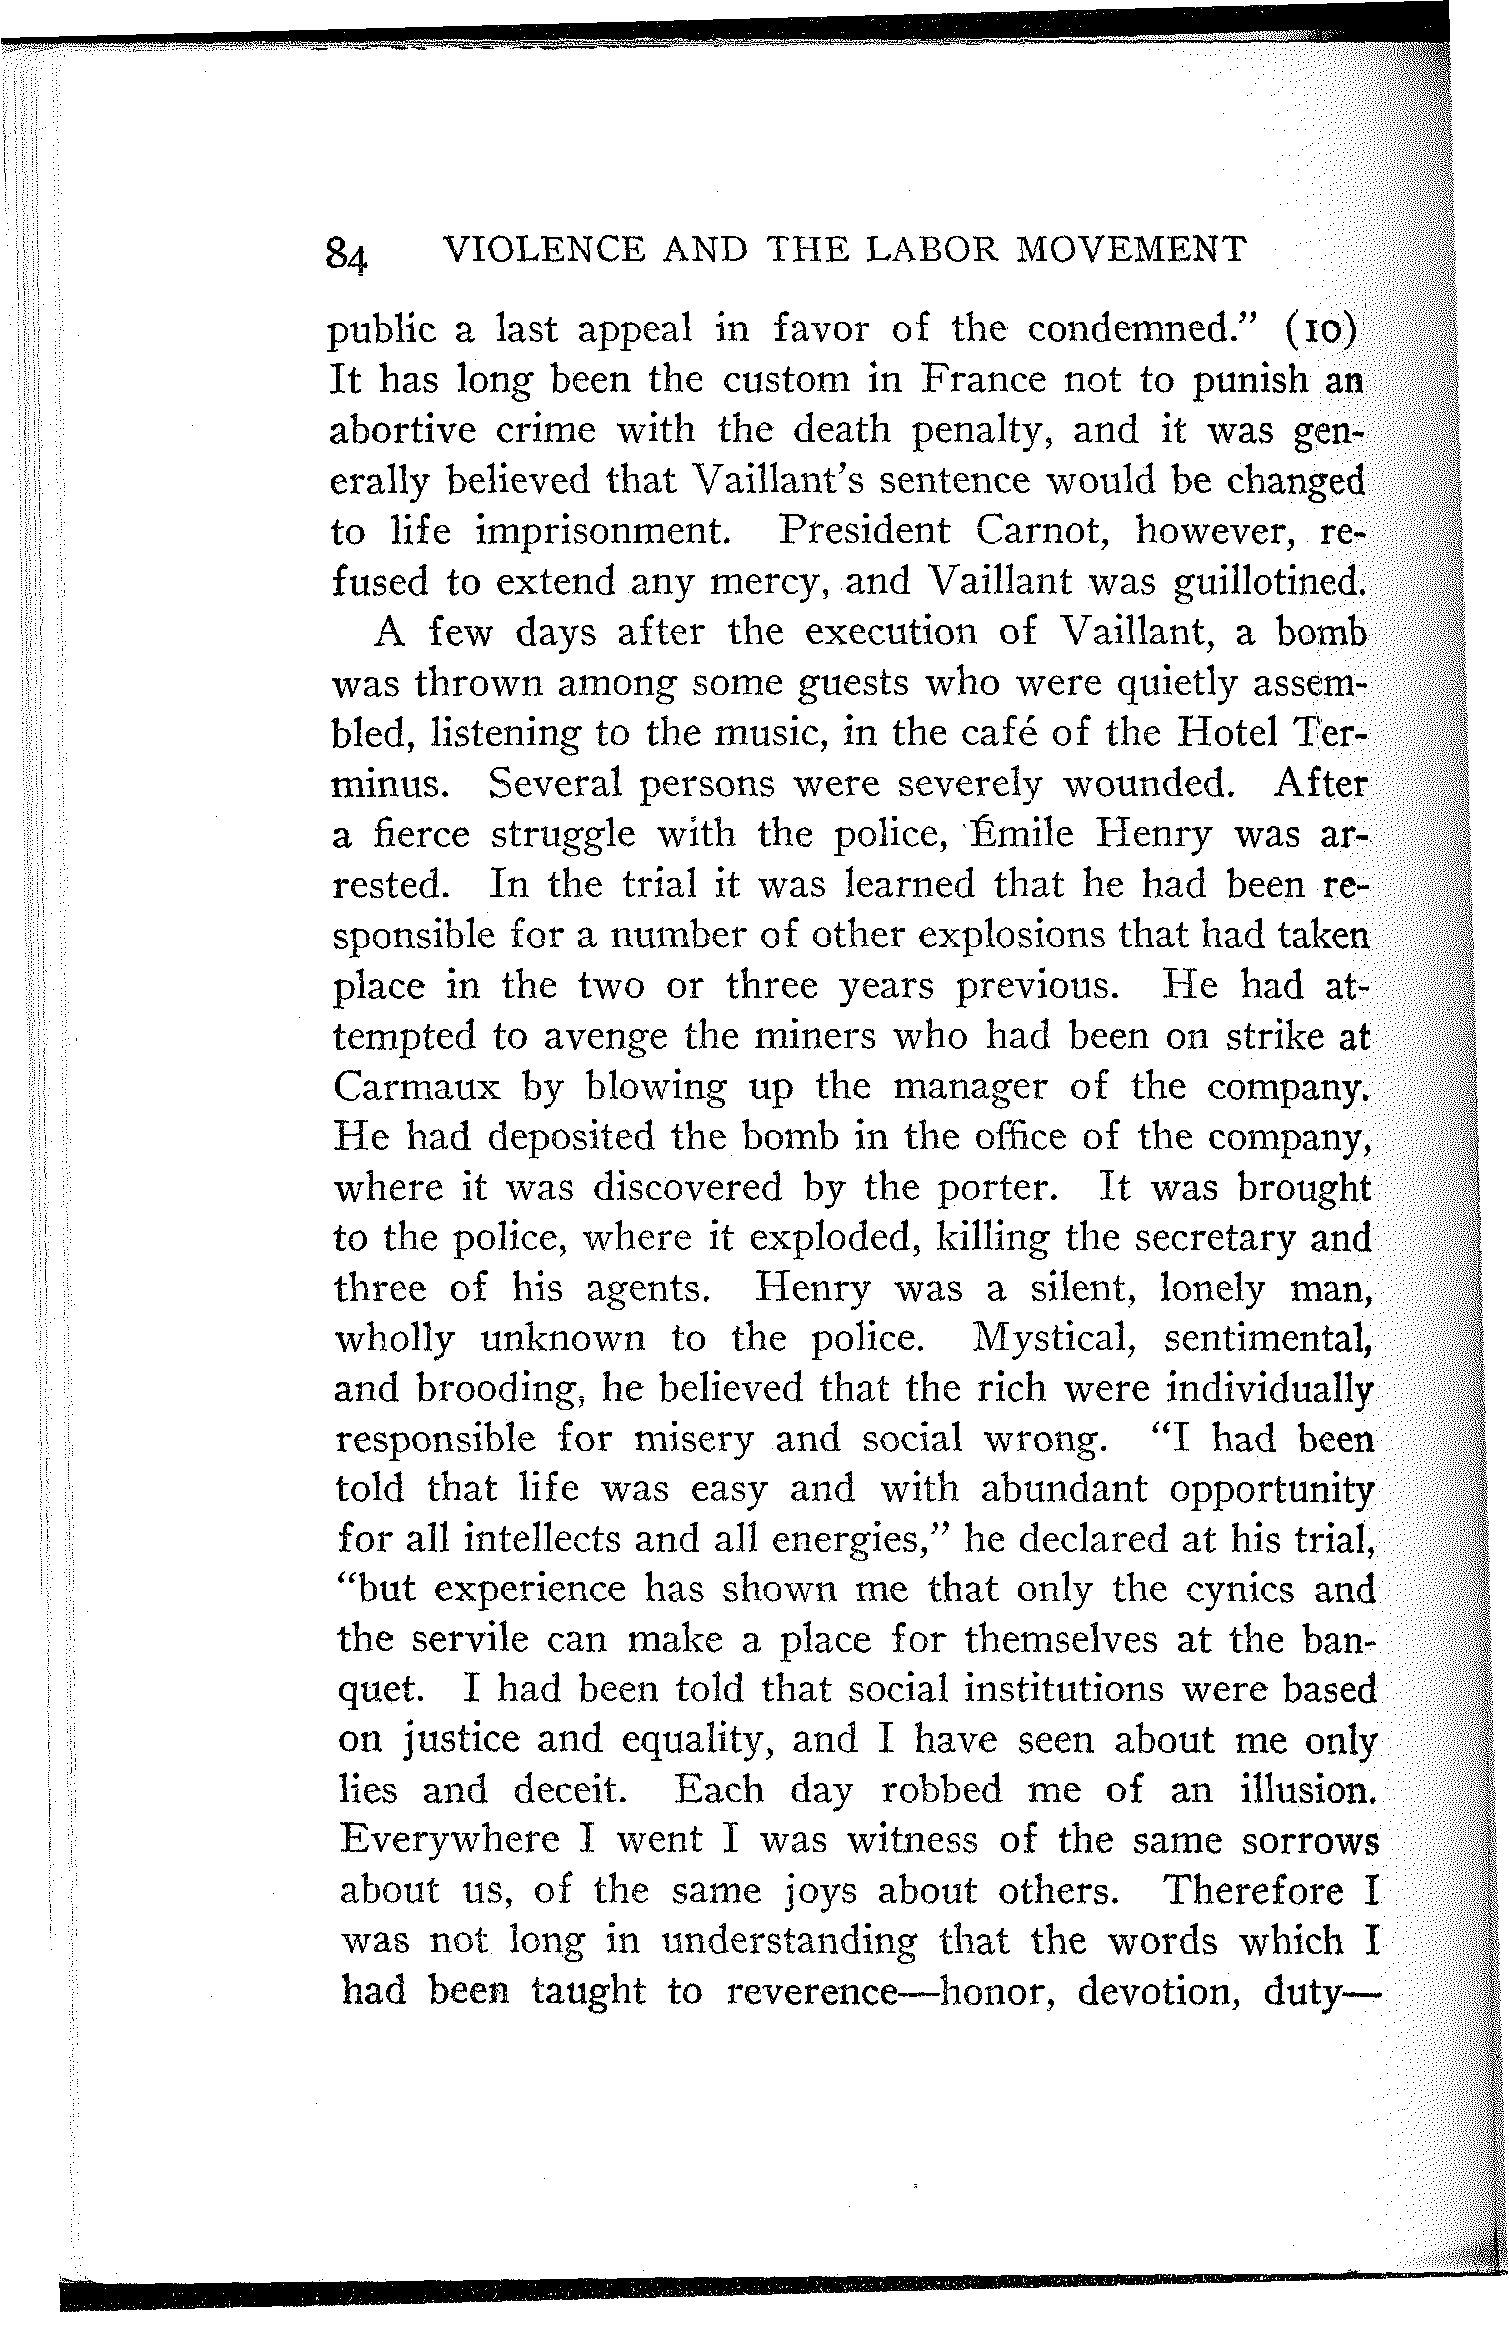 84 VIOLENCE AND THE LABOR MOVEMENT
public a last appeal in favor of the condemned.” (10)
It has long been the custom in France not to punish an
abortive crime with the death penalty, and it was gen-
erally believed that Vaillant’s sentence would be changed
to life imprisonment. President Carnot, however, re-
fused to extend any mercy, and Vaillant was guillotined.
A few days after the execution of Vaillant, a bomb
was thrown among some guests who were quietly assem-
bled, listening to the music, in the café of the Hotel Ter-
minus. Several persons were severely wounded. After
a fierce struggle with the police, Émile Henry was ar-
rested. In the trial it was learned that he had been re-
sponsible for a number of other explosions that had taken
place in the two or three years previous. He had at-
tempted to avenge the miners who had been on strike at
Carmaux by blowing up the manager of the company.
He had deposited the bomb in the office of the company,
where it was discovered by the porter. It was brought
to the police, where it exploded, killing the secretary and
three of his agents. Henry was a silent, lonely man,
wholly unknown to the police. Mystical, sentimental,
and brooding, he believed that the rich were individually
responsible for misery and social wrong. “I had been
told that life was easy and with abundant opportunity
for all intellects and all energies,” he declared at his trial,
“but experience has shown me that only the cynics and
the servile can make a place for themselves at the ban-
quet. I had been told that social institutions were based
on justice and equality, and I have seen about me only
lies and deceit. Each day robbed me of an illusion.
Everywhere I went I was witness of the same sorrows
about us, of the same joys about others. Therefore I
was not long in understanding that the words which I
had been taught to reverence—honor, devotion, duty—